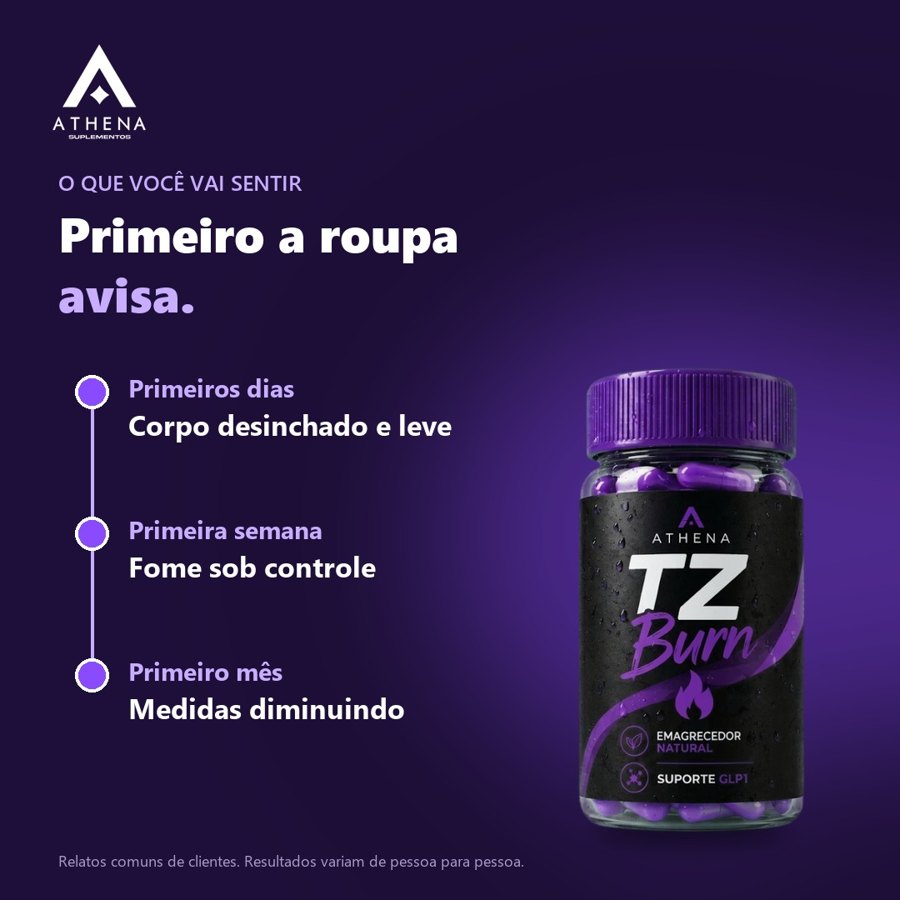 ATHENA
SUPLEMENTOS
O QUE VOCÊ VAI SENTIR
Primeiro a roupa
avisa.
Primeiros dias
Corpo desinchado e leve
Primeira semana
Fome sob controle
Primeiro mês
Medidas diminuindo
ATHENA
TZ
Burn
EMAGRECEDOR
NATURAL
SUPORTE GLP1
Relatos comuns de clientes. Resultados variam de pessoa para pessoa.